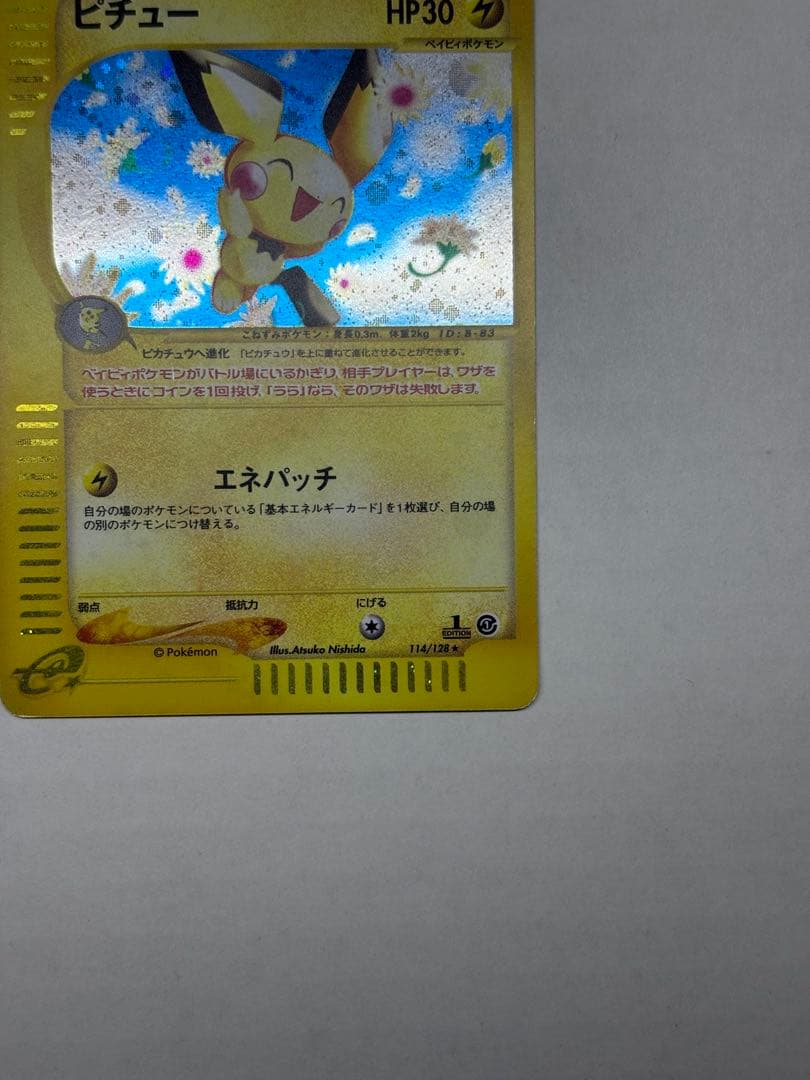 ピチュー HP30
ベイビィポケモン
こねずみポケモン:身長0.3m、体重2kg ID:B-83
ピカチュウへ進化 「ピカチュウ」を上に重ねて進化させることができます。
ベイビィポケモンがバトル場にいるかぎり、相手プレイヤーは、ワザを
使うときにコインを1回投げ、「うら」なら、そのワザは失敗します。
エネパッチ
自分の場のポケモンについている「基本エネルギーカード」を1枚選び、自分の場
の別のポケモンにつけ替える。
弱点 抵抗力 にげる
1
EDITION
© Pokémon Illus.Atsuko Nishida 114/128★